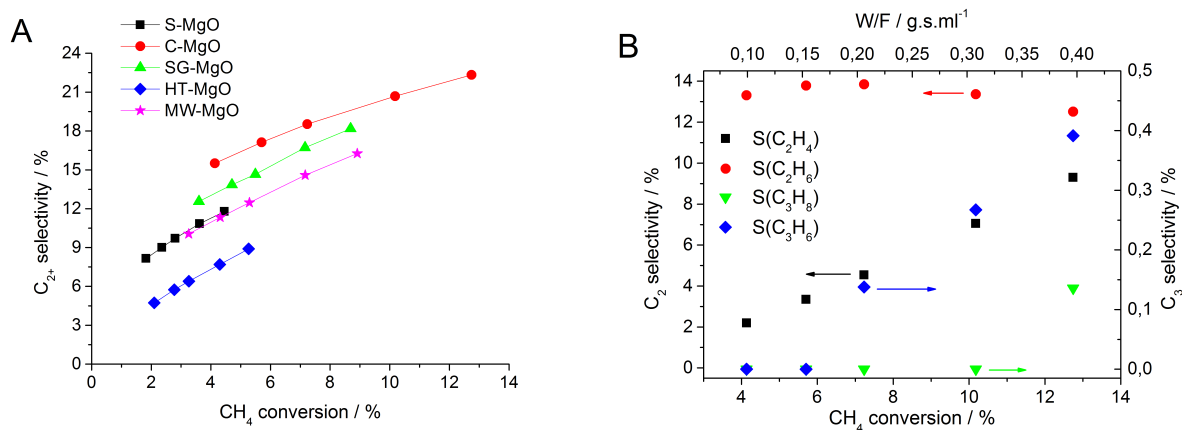 A
S-MgO
C-MgO
SG-MgO
HT-MgO
MW-MgO
24
21
18
15
12
9
6
3
0
C₂₊ selectivity / %
0 2 4 6 8 10 12 14
CH₄ conversion / %
B
W/F / g.s.ml⁻¹
0,10 0,15 0,20 0,25 0,30 0,35 0,40
14
12
10
8
6
4
2
0
C₂ selectivity / %
S(C₂H₄)
S(C₂H₆)
S(C₃H₈)
S(C₃H₆)
0,5
0,4
0,3
0,2
0,1
0,0
C₃ selectivity / %
4 6 8 10 12 14
CH₄ conversion / %